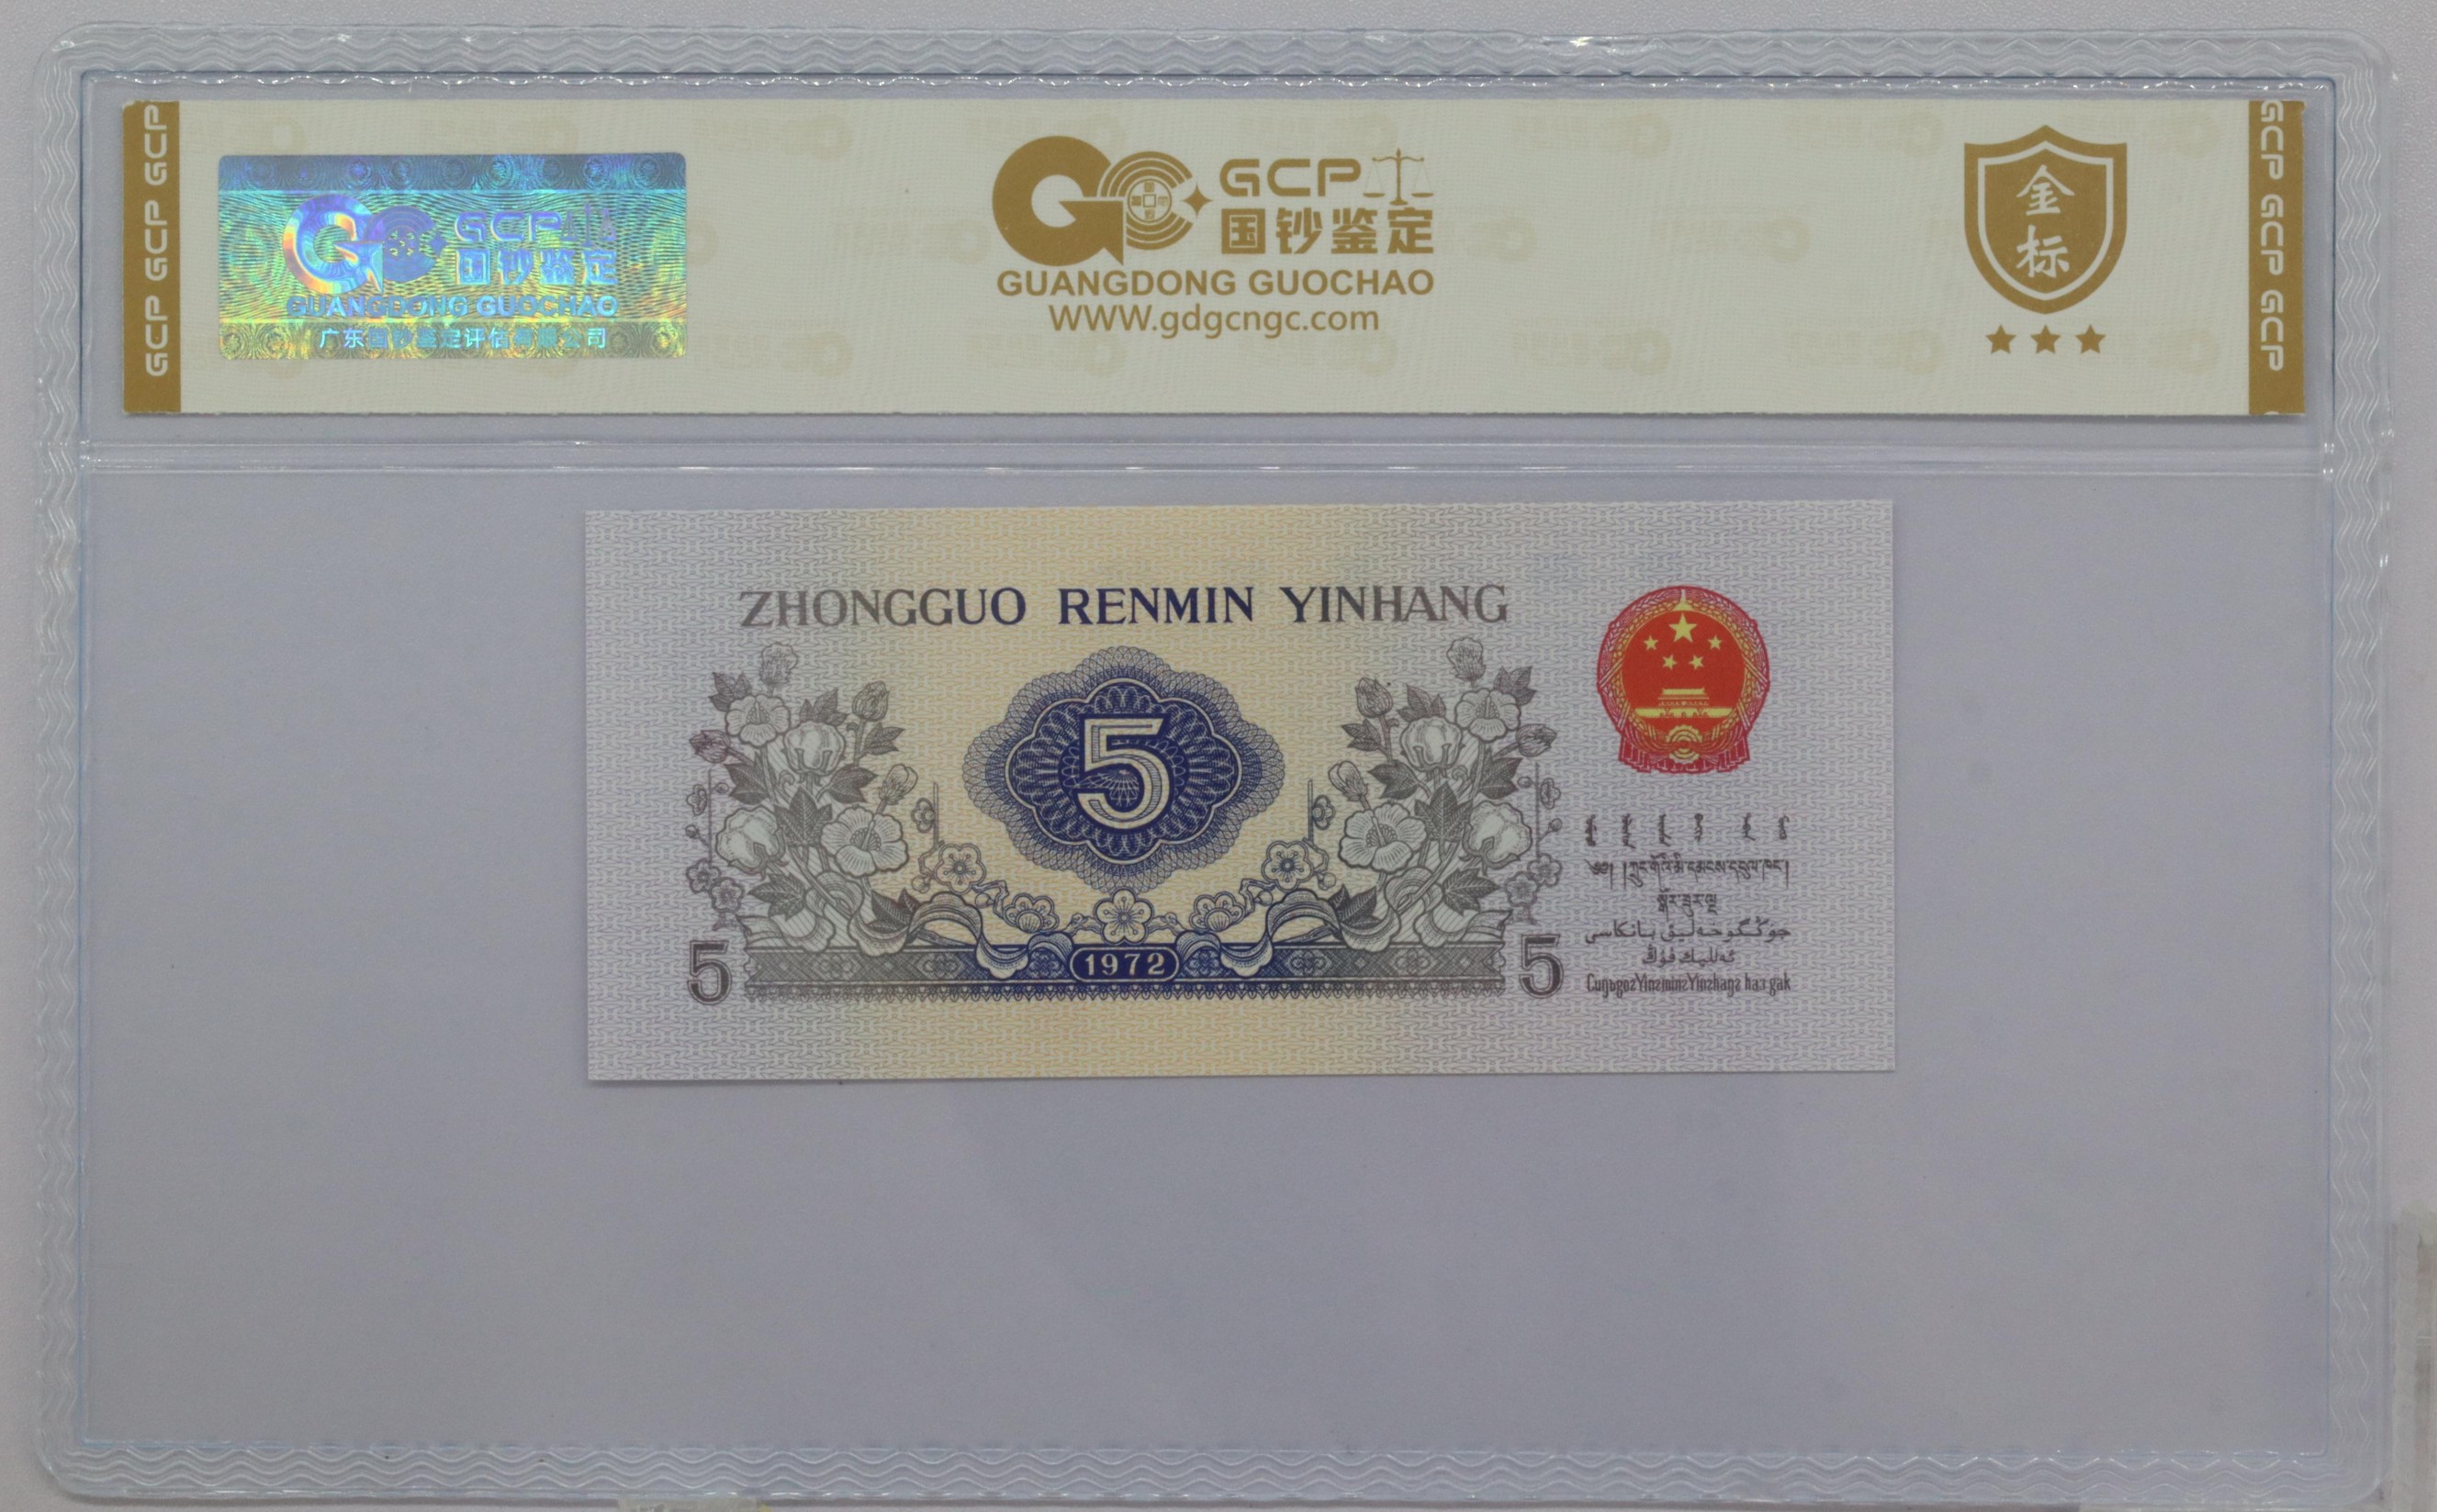 GCP GCP GCP
GCP
国钞鉴定
GUANGDONG GUOCHAO
广东国钞鉴定评估有限公司
GCP
国钞鉴定
GUANGDONG GUOCHAO
WWW.gdgcngc.com
金
标
GCP GCP GCP
ZHONGGUO RENMIN YINHANG
5
5
1972
5